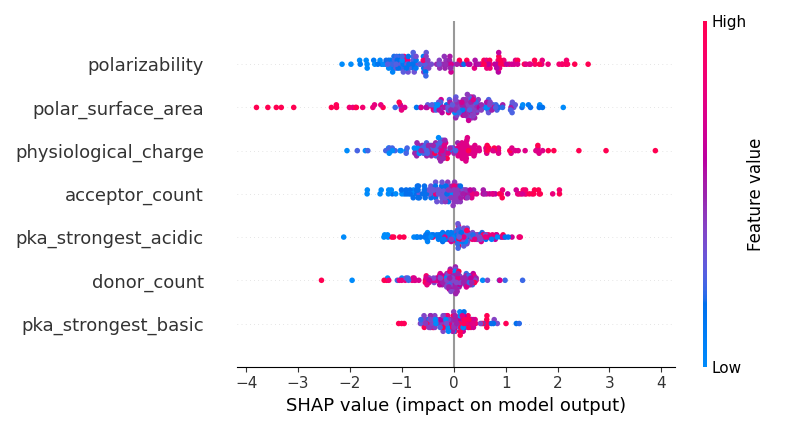 High
polarizability
polar_surface_area
physiological_charge
acceptor_count
pka_strongest_acidic
donor_count
pka_strongest_basic
Feature value
Low
−4 −3 −2 −1 0 1 2 3 4
SHAP value (impact on model output)